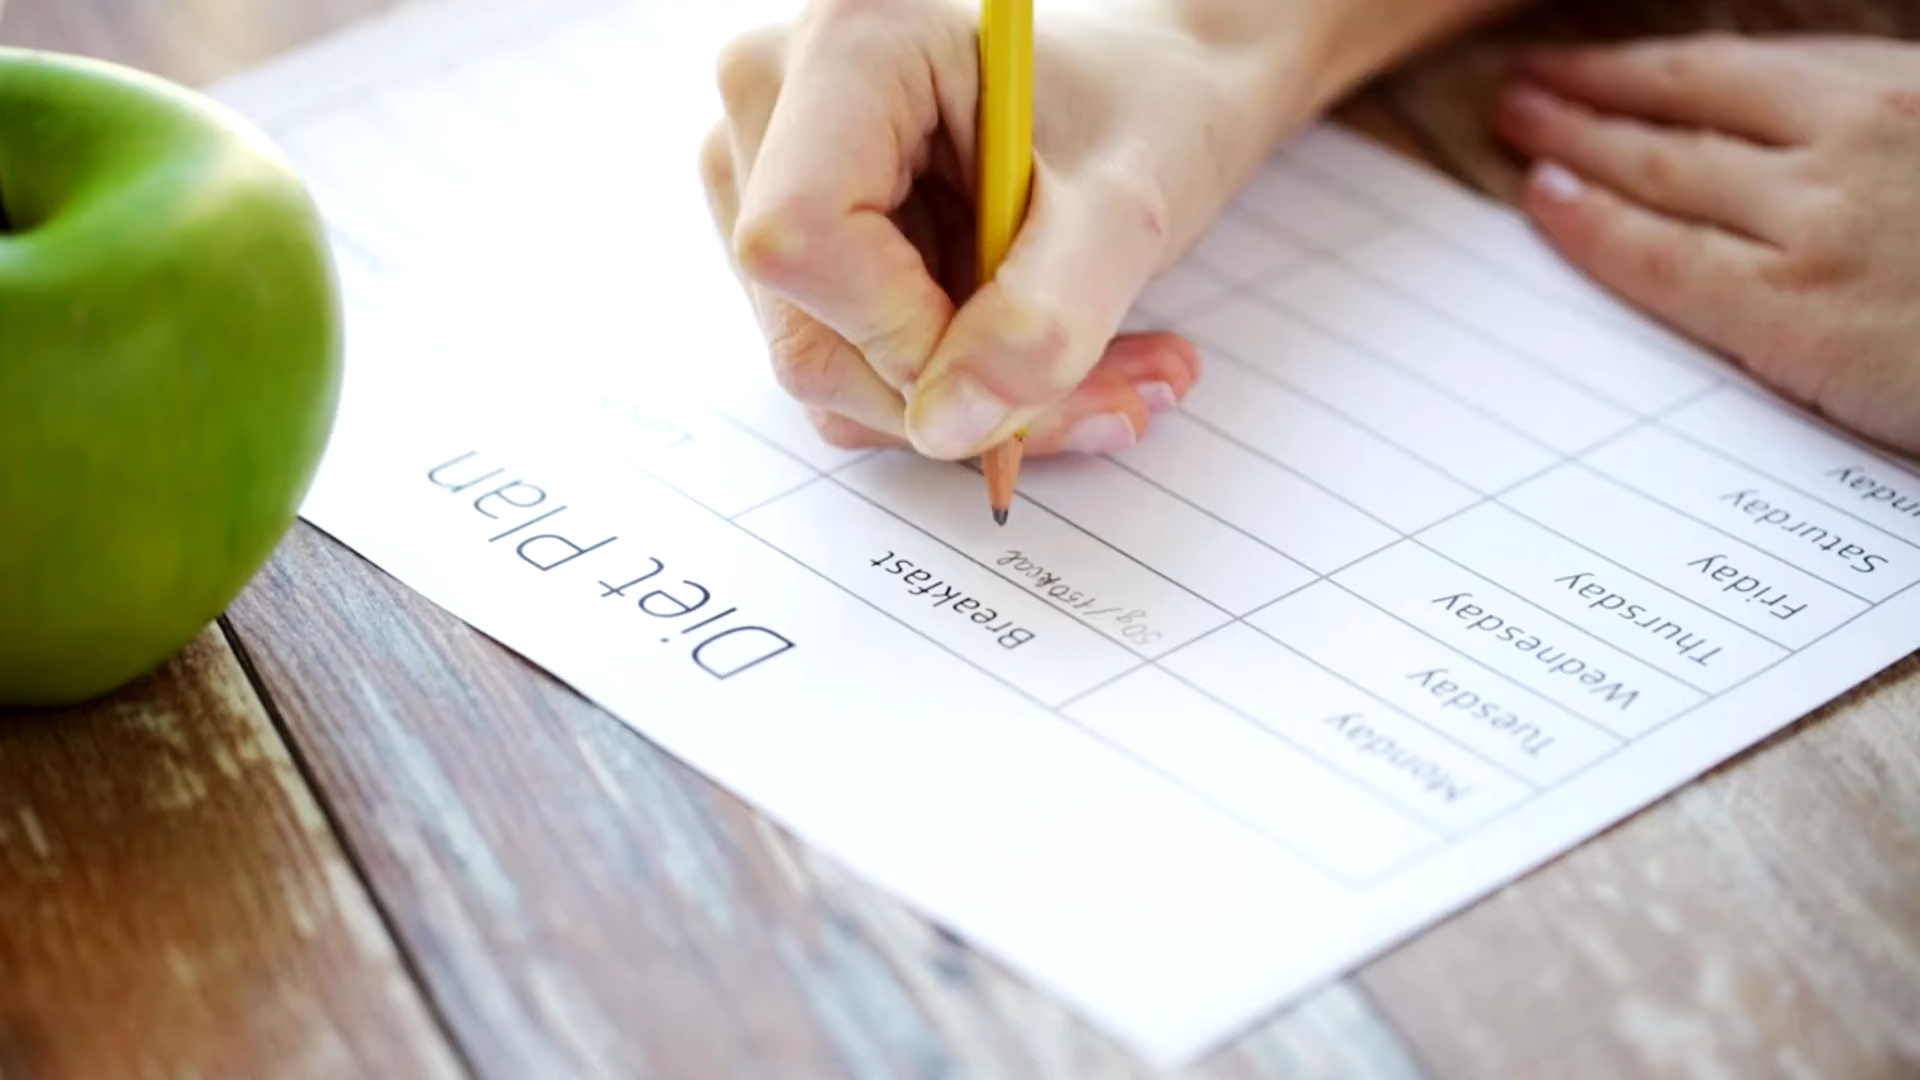 Diet Plan
Breakfast
Monday
50g/150kcal
Tuesday
Wednesday
Thursday
Friday
Saturday